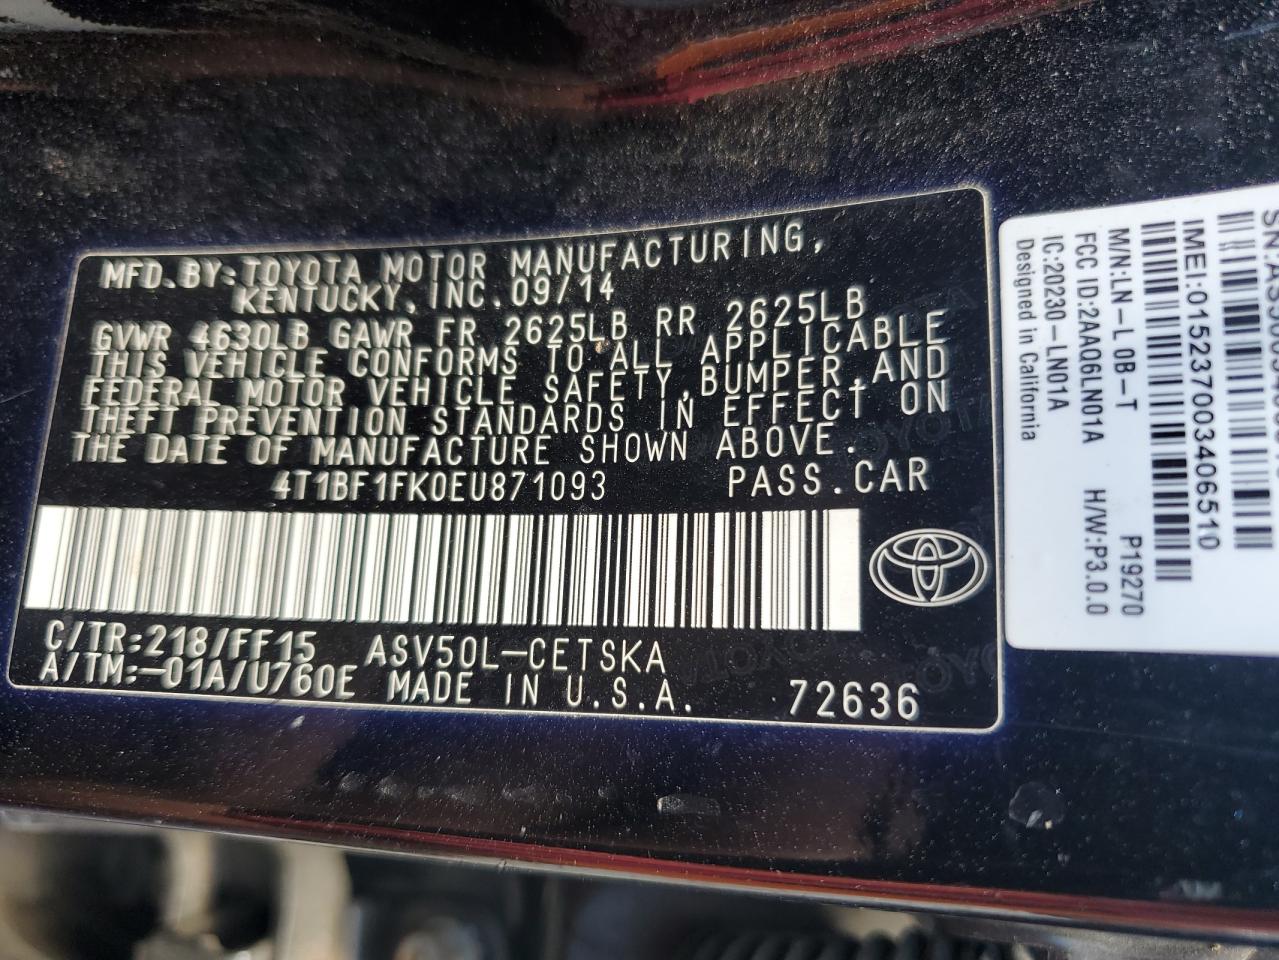 MFD. BY: TOYOTA MOTOR MANUFACTURING,
KENTUCKY, INC. 09/14
GVWR 4630LB GAWR FR 2625LB RR 2625LB
THIS VEHICLE CONFORMS TO ALL APPLICABLE
FEDERAL MOTOR VEHICLE SAFETY, BUMPER, AND
THEFT PREVENTION STANDARDS IN EFFECT ON
THE DATE OF MANUFACTURE SHOWN ABOVE.
4T1BF1FK0EU871093 PASS. CAR
C/TR:218/FF15 ASV50L-CETSKA
A/TM:-01A/U760E MADE IN U.S.A. 72636
IMEI:015237003406510
M/N:LN-L 0B-T P19270
FCC ID:2AAQ6LN01A H/W:P3.0.0
IC:20230-LN01A
Designed in California